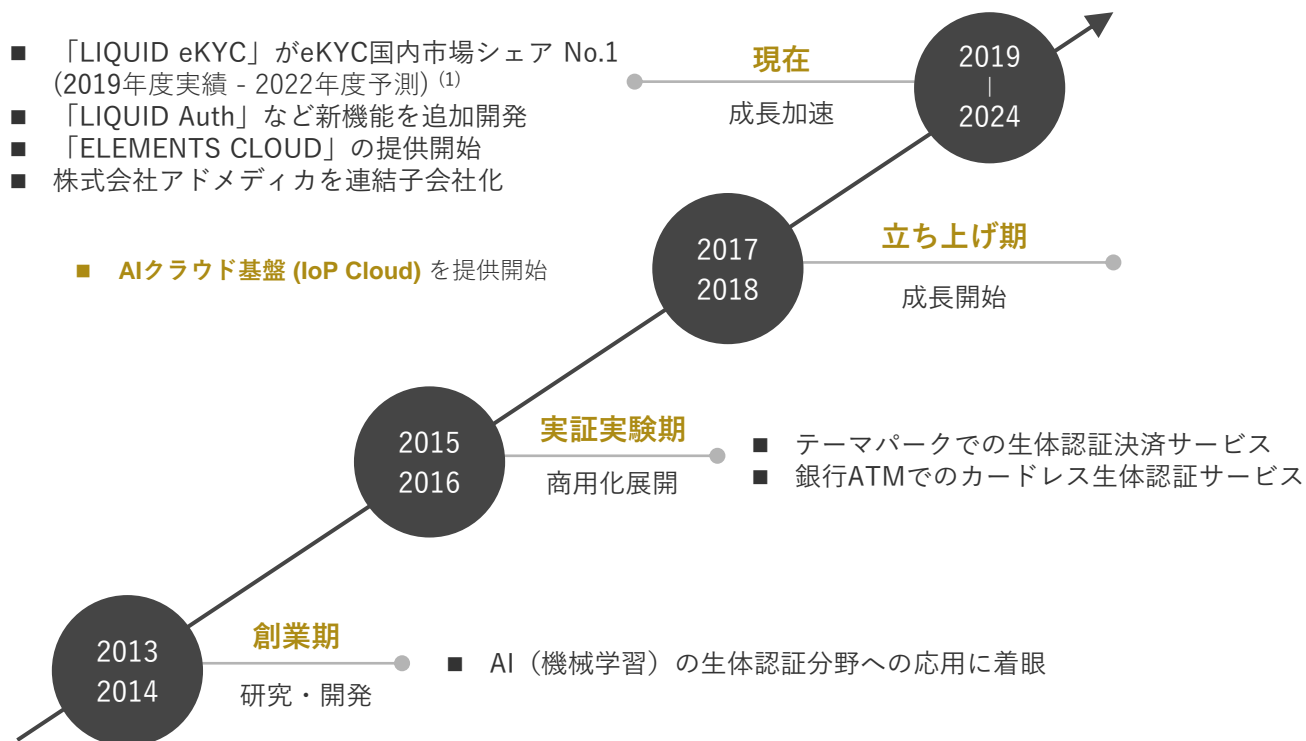 ■ 「LIQUID eKYC」がeKYC国内市場シェア No.1
(2019年度実績 - 2022年度予測) (1)
■ 「LIQUID Auth」など新機能を追加開発
■ 「ELEMENTS CLOUD」の提供開始
■ 株式会社アドメディカを連結子会社化
現在
成長加速
2019
|
2024
■ AIクラウド基盤 (IoP Cloud) を提供開始
2017
2018
立ち上げ期
成長開始
2015
2016
実証実験期
商用化展開
■ テーマパークでの生体認証決済サービス
■ 銀行ATMでのカードレス生体認証サービス
2013
2014
創業期
研究・開発
■ AI（機械学習）の生体認証分野への応用に着眼